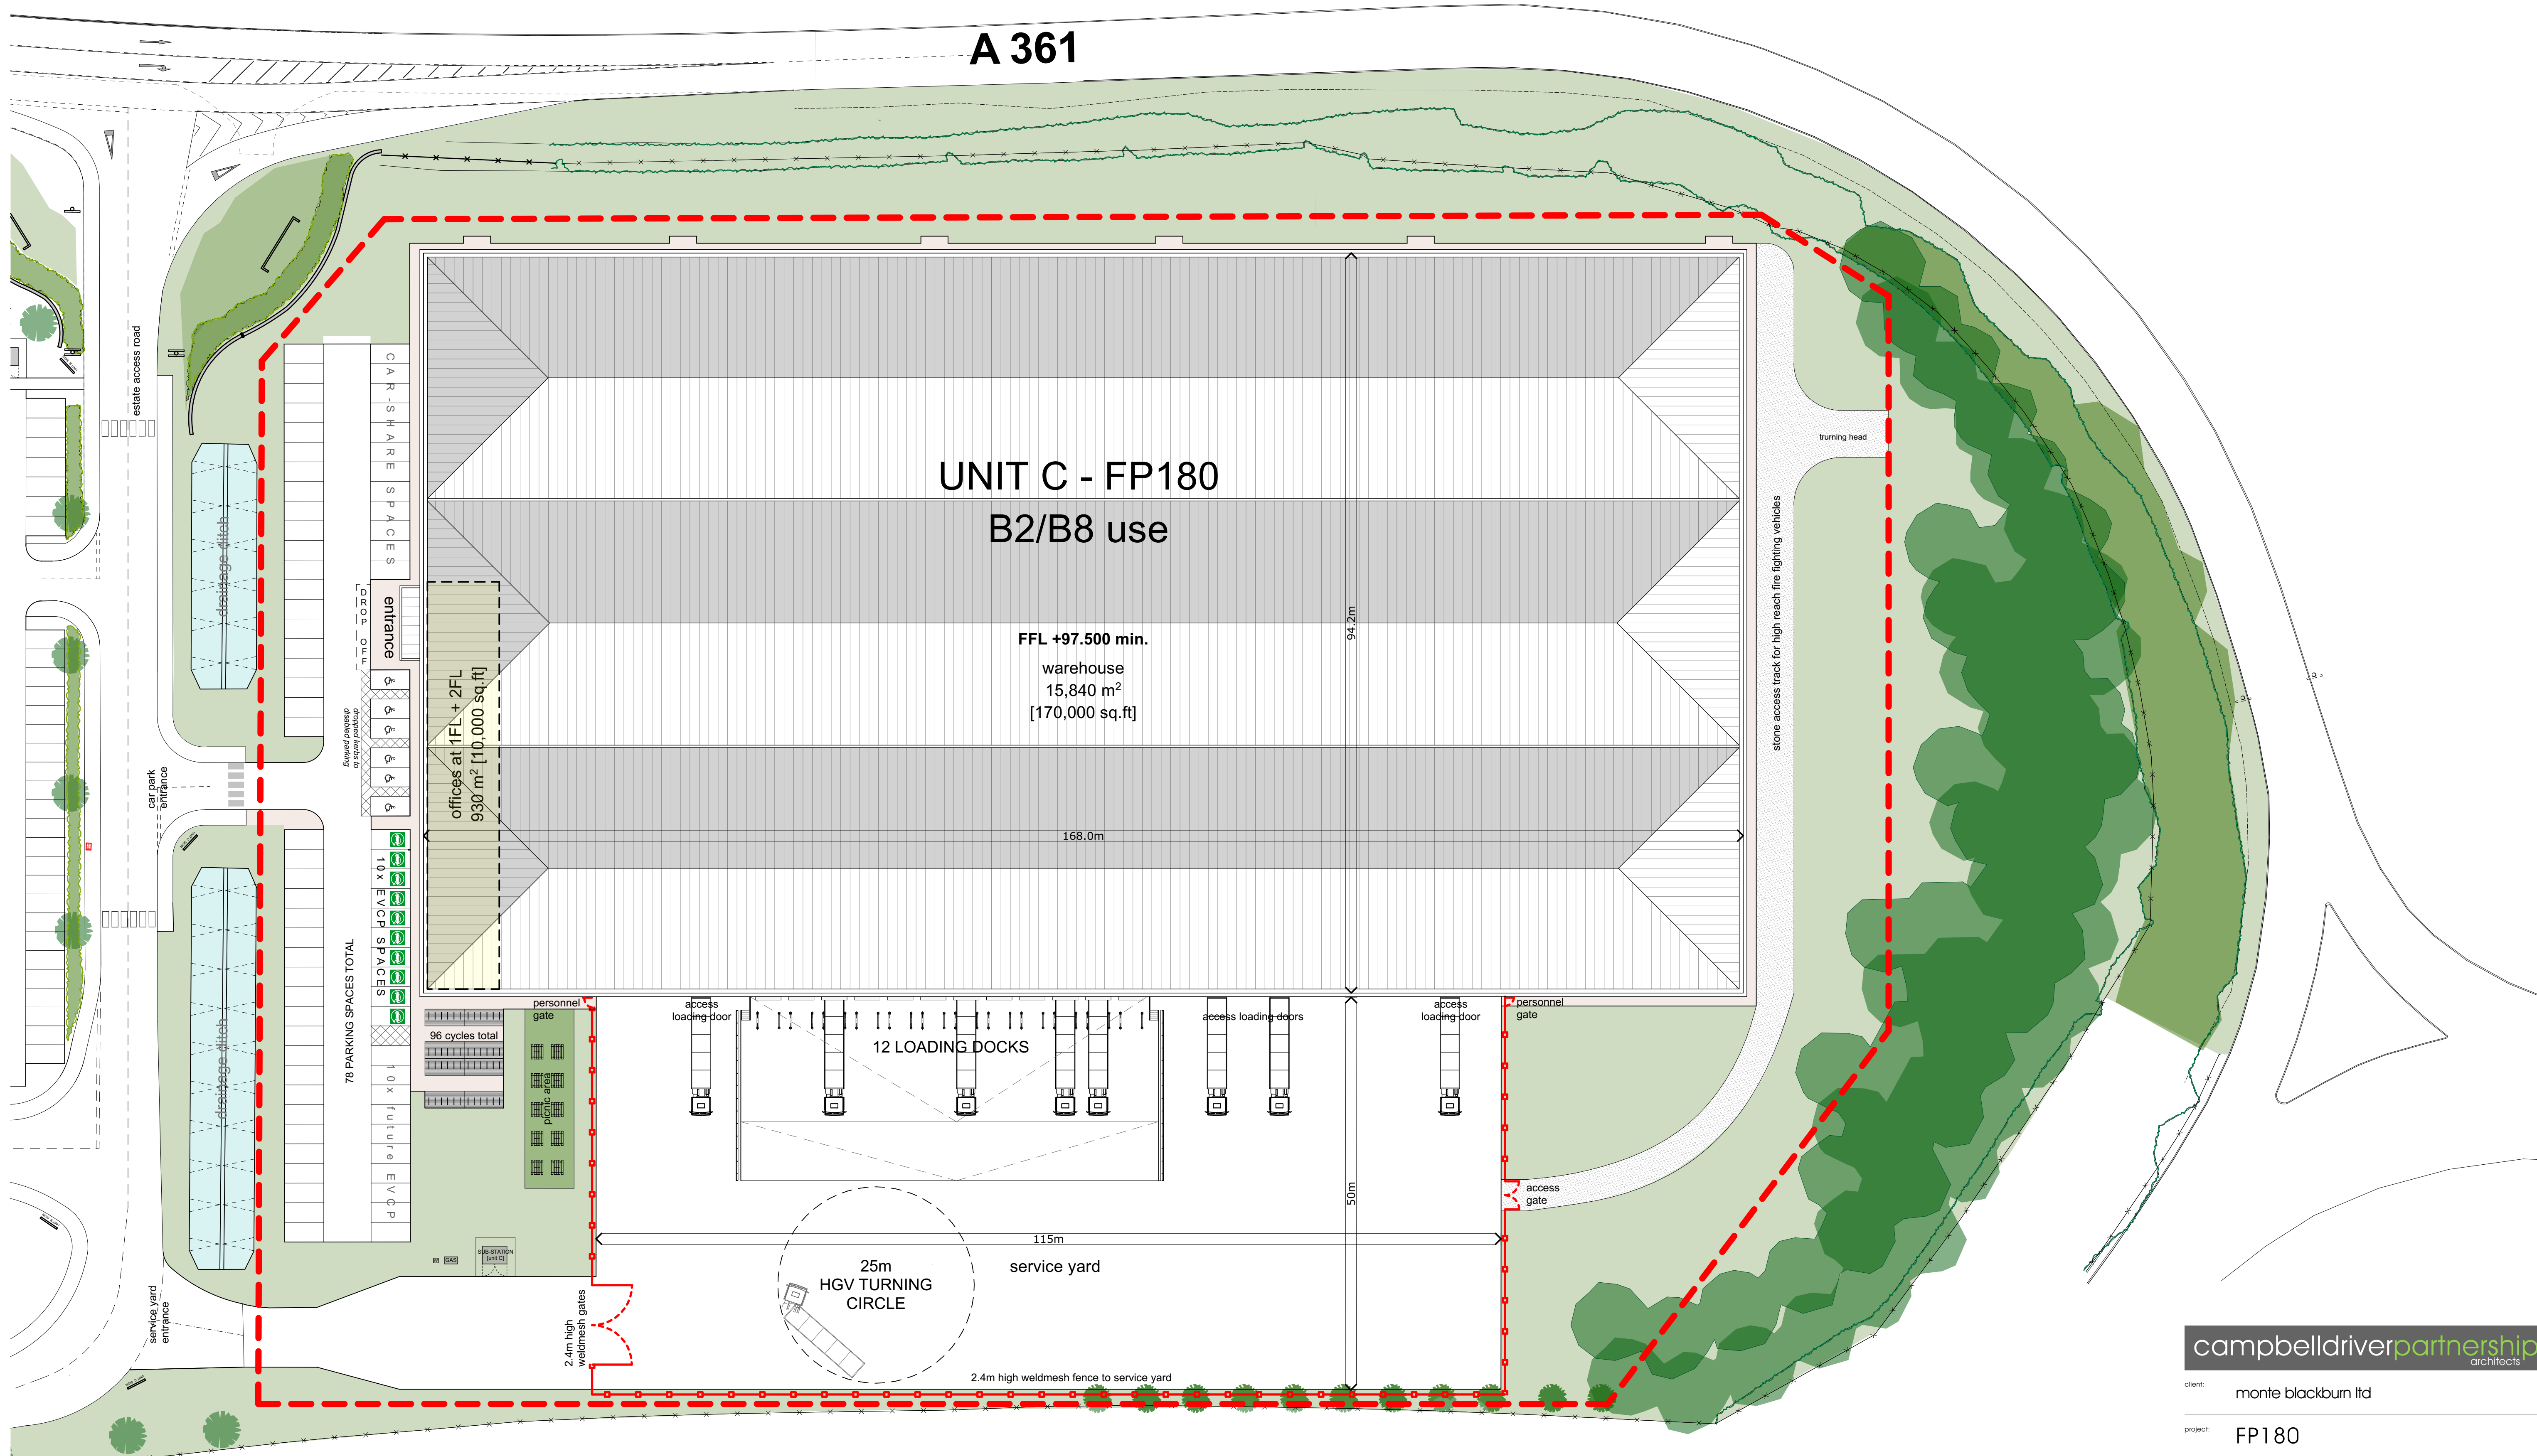 A 361
estate access road
CAR-SHARE SPACES
UNIT C - FP180
B2/B8 use
trurning head
stone access track for high reach fire fighting vehicles
drainage ditch
DROP OFF
entrance
FFL +97.500 min.
warehouse
15,840 m²
[170,000 sq.ft]
94.2m
offices at 1FL + 2FL
930 m² [10,000 sq.ft]
dropped kerbs to
disabled parking
car park
entrance
168.0m
10x EVCP SPACES
78 PARKING SPACES TOTAL
drainage ditch
personnel
gate
access
loading door
access loading doors
access
loading door
personnel
gate
96 cycles total
12 LOADING DOCKS
picnic area
10x future EVCP
access
gate
50m
115m
GAS
SUB-STATION
[unit C]
25m
HGV TURNING
CIRCLE
service yard
service yard
entrance
2.4m high
weldmesh gates
2.4m high weldmesh fence to service yard
campbelldriverpartnership
architects
client:
monte blackburn ltd
project:
FP180